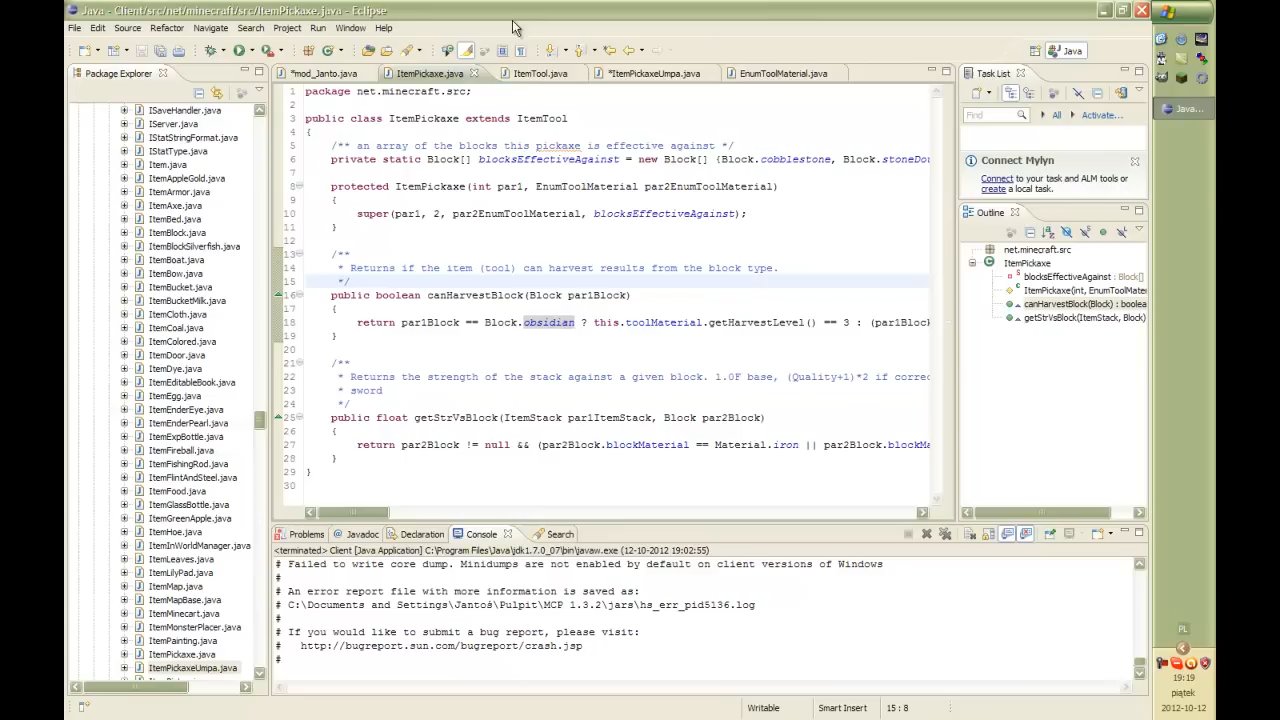 Java - Client/src/net/minecraft/src/ItemPickaxe.java - Eclipse
File Edit Source Refactor Navigate Search Project Run Window Help
Java
Package Explorer
*mod_Janto.java
ItemPickaxe.java
ItemTool.java
*ItemPickaxeUmpa.java
EnumToolMaterial.java
Task List
ISaveHandler.java
IServer.java
IStatStringFormat.java
IStatType.java
Item.java
ItemAppleGold.java
ItemArmor.java
ItemAxe.java
ItemBed.java
ItemBlock.java
ItemBlockSilverfish.java
ItemBoat.java
ItemBow.java
ItemBucket.java
ItemBucketMilk.java
ItemCloth.java
ItemCoal.java
ItemColored.java
ItemDoor.java
ItemDye.java
ItemEditableBook.java
ItemEgg.java
ItemEnderEye.java
ItemEnderPearl.java
ItemExpBottle.java
ItemFireball.java
ItemFishingRod.java
ItemFlintAndSteel.java
ItemFood.java
ItemGlassBottle.java
ItemGreenApple.java
ItemHoe.java
ItemInWorldManager.java
ItemLeaves.java
ItemLilyPad.java
ItemMap.java
ItemMapBase.java
ItemMinecart.java
ItemMonsterPlacer.java
ItemPainting.java
ItemPickaxe.java
ItemPickaxeUmpa.java
1 package net.minecraft.src;
2
3 public class ItemPickaxe extends ItemTool
4 {
5 /** an array of the blocks this pickaxe is effective against */
6 private static Block[] blocksEffectiveAgainst = new Block[] {Block.cobblestone, Block.stoneDou
7
8 protected ItemPickaxe(int par1, EnumToolMaterial par2EnumToolMaterial)
9 {
10 super(par1, 2, par2EnumToolMaterial, blocksEffectiveAgainst);
11 }
12
13 /**
14 * Returns if the item (tool) can harvest results from the block type.
15 */
16 public boolean canHarvestBlock(Block par1Block)
17 {
18 return par1Block == Block.obsidian ? this.toolMaterial.getHarvestLevel() == 3 : (par1Block
19 }
20
21 /**
22 * Returns the strength of the stack against a given block. 1.0F base, (Quality+1)*2 if correc
23 * sword
24 */
25 public float getStrVsBlock(ItemStack par1ItemStack, Block par2Block)
26 {
27 return par2Block != null && (par2Block.blockMaterial == Material.iron || par2Block.blockMa
28 }
29 }
30
Find
All
Activate...
Connect Mylyn
Connect to your task and ALM tools or
create a local task.
Outline
net.minecraft.src
ItemPickaxe
blocksEffectiveAgainst : Block[]
ItemPickaxe(int, EnumToolMate
canHarvestBlock(Block) : boolea
getStrVsBlock(ItemStack, Block)
Problems Javadoc Declaration Console Search
<terminated> Client [Java Application] C:\Program Files\Java\jdk1.7.0_07\bin\javaw.exe (12-10-2012 19:02:55)
# Failed to write core dump. Minidumps are not enabled by default on client versions of Windows
#
# An error report file with more information is saved as:
# C:\Documents and Settings\Jantoś\Pulpit\MCP 1.3.2\jars\hs_err_pid5136.log
#
# If you would like to submit a bug report, please visit:
# http://bugreport.sun.com/bugreport/crash.jsp
#
Writable
Smart Insert
15 : 8
Java...
PL
19:19
piątek
2012-10-12